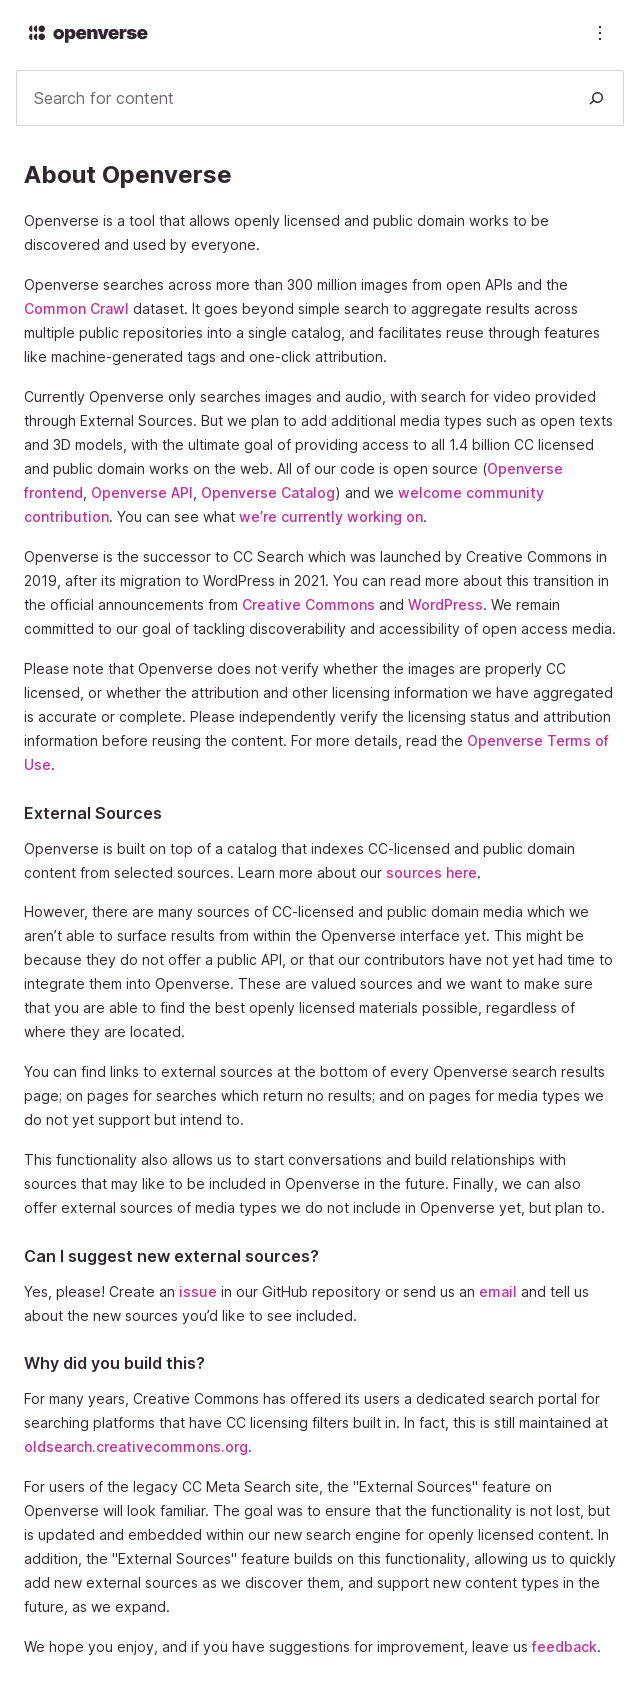 openverse
Search for content
About Openverse
Openverse is a tool that allows openly licensed and public domain works to be
discovered and used by everyone.
Openverse searches across more than 300 million images from open APIs and the
Common Crawl dataset. It goes beyond simple search to aggregate results across
multiple public repositories into a single catalog, and facilitates reuse through features
like machine-generated tags and one-click attribution.
Currently Openverse only searches images and audio, with search for video provided
through External Sources. But we plan to add additional media types such as open texts
and 3D models, with the ultimate goal of providing access to all 1.4 billion CC licensed
and public domain works on the web. All of our code is open source (Openverse
frontend, Openverse API, Openverse Catalog) and we welcome community
contribution. You can see what we’re currently working on.
Openverse is the successor to CC Search which was launched by Creative Commons in
2019, after its migration to WordPress in 2021. You can read more about this transition in
the official announcements from Creative Commons and WordPress. We remain
committed to our goal of tackling discoverability and accessibility of open access media.
Please note that Openverse does not verify whether the images are properly CC
licensed, or whether the attribution and other licensing information we have aggregated
is accurate or complete. Please independently verify the licensing status and attribution
information before reusing the content. For more details, read the Openverse Terms of
Use.
External Sources
Openverse is built on top of a catalog that indexes CC-licensed and public domain
content from selected sources. Learn more about our sources here.
However, there are many sources of CC-licensed and public domain media which we
aren’t able to surface results from within the Openverse interface yet. This might be
because they do not offer a public API, or that our contributors have not yet had time to
integrate them into Openverse. These are valued sources and we want to make sure
that you are able to find the best openly licensed materials possible, regardless of
where they are located.
You can find links to external sources at the bottom of every Openverse search results
page; on pages for searches which return no results; and on pages for media types we
do not yet support but intend to.
This functionality also allows us to start conversations and build relationships with
sources that may like to be included in Openverse in the future. Finally, we can also
offer external sources of media types we do not include in Openverse yet, but plan to.
Can I suggest new external sources?
Yes, please! Create an issue in our GitHub repository or send us an email and tell us
about the new sources you’d like to see included.
Why did you build this?
For many years, Creative Commons has offered its users a dedicated search portal for
searching platforms that have CC licensing filters built in. In fact, this is still maintained at
oldsearch.creativecommons.org.
For users of the legacy CC Meta Search site, the "External Sources" feature on
Openverse will look familiar. The goal was to ensure that the functionality is not lost, but
is updated and embedded within our new search engine for openly licensed content. In
addition, the "External Sources" feature builds on this functionality, allowing us to quickly
add new external sources as we discover them, and support new content types in the
future, as we expand.
We hope you enjoy, and if you have suggestions for improvement, leave us feedback.